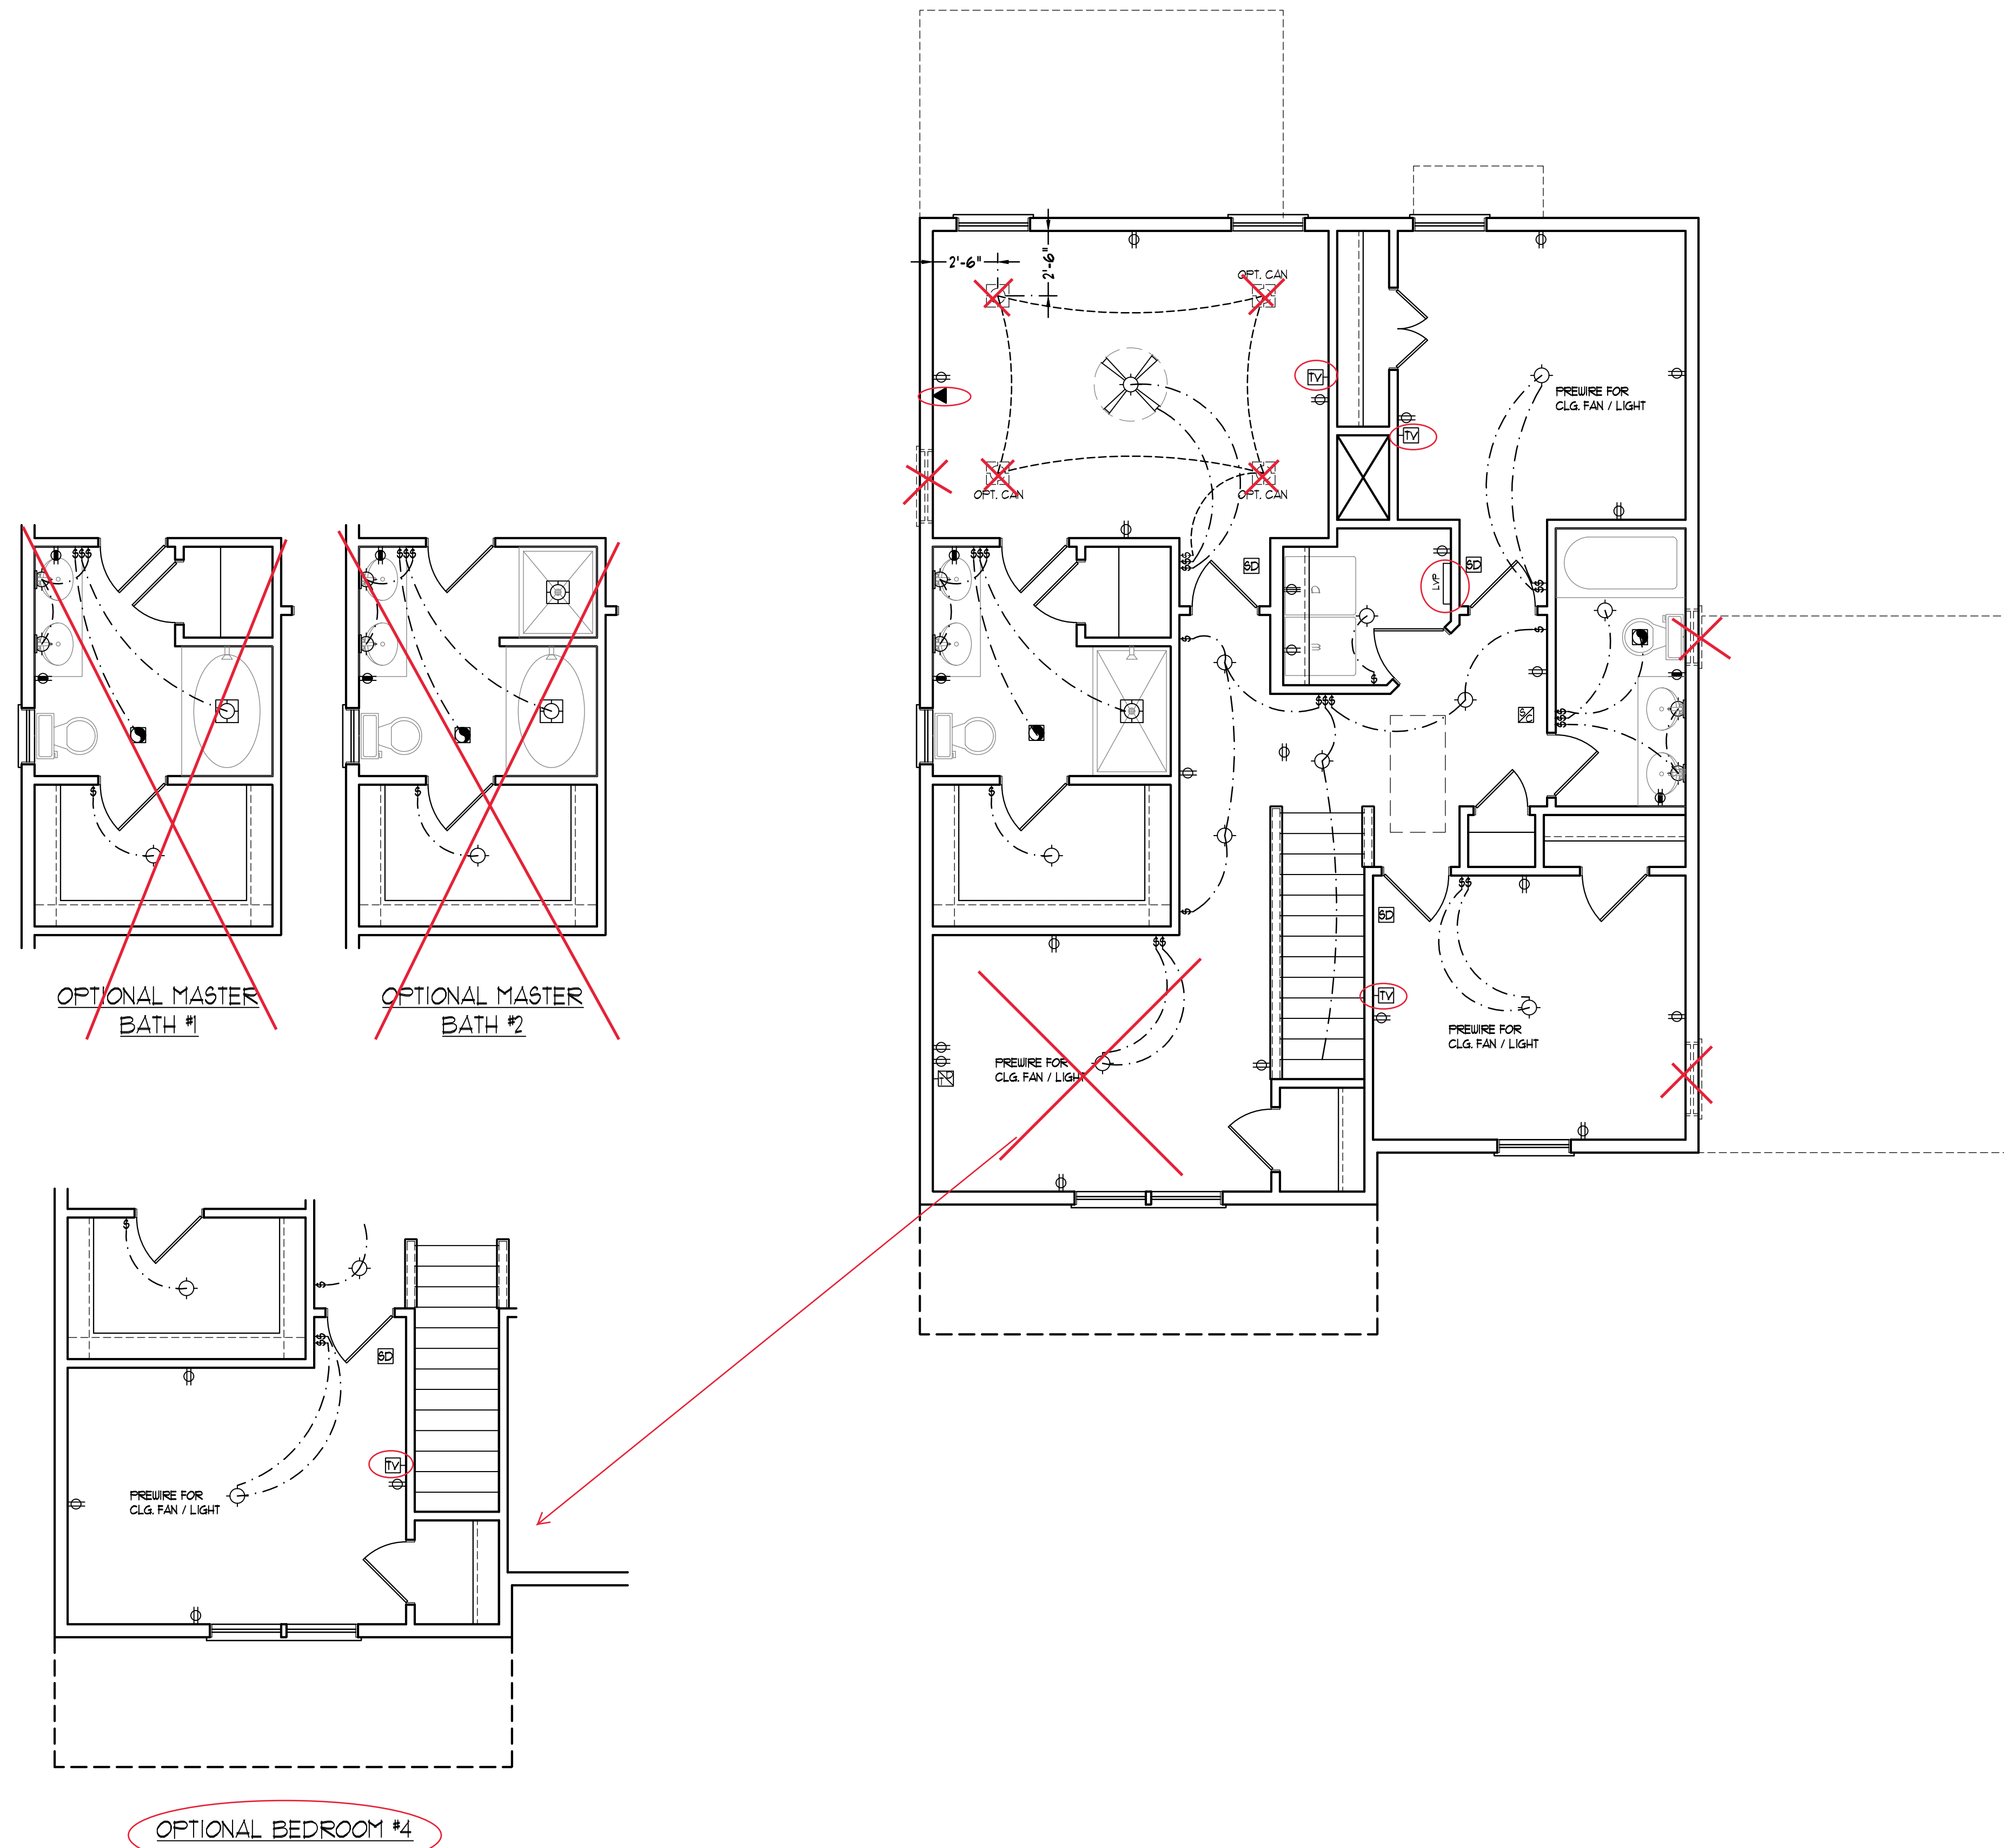 2'-6"
2'-6"
OPT. CAN
TV
PREWIRE FOR
CLG. FAN / LIGHT
TV
OPT. CAN
OPT. CAN
$$$
$$$
$$$
$$$
$$$
SD
SD
D
LVP
$$
$
$
W
$
$$$
S/C
$$$
$
$
$
$
$$
SD
$$
TV
PREWIRE FOR
CLG. FAN / LIGHT
PREWIRE FOR
CLG. FAN / LIGHT
OPTIONAL MASTER
BATH #1
OPTIONAL MASTER
BATH #2
$
$
$$
SD
TV
PREWIRE FOR
CLG. FAN / LIGHT
OPTIONAL BEDROOM #4